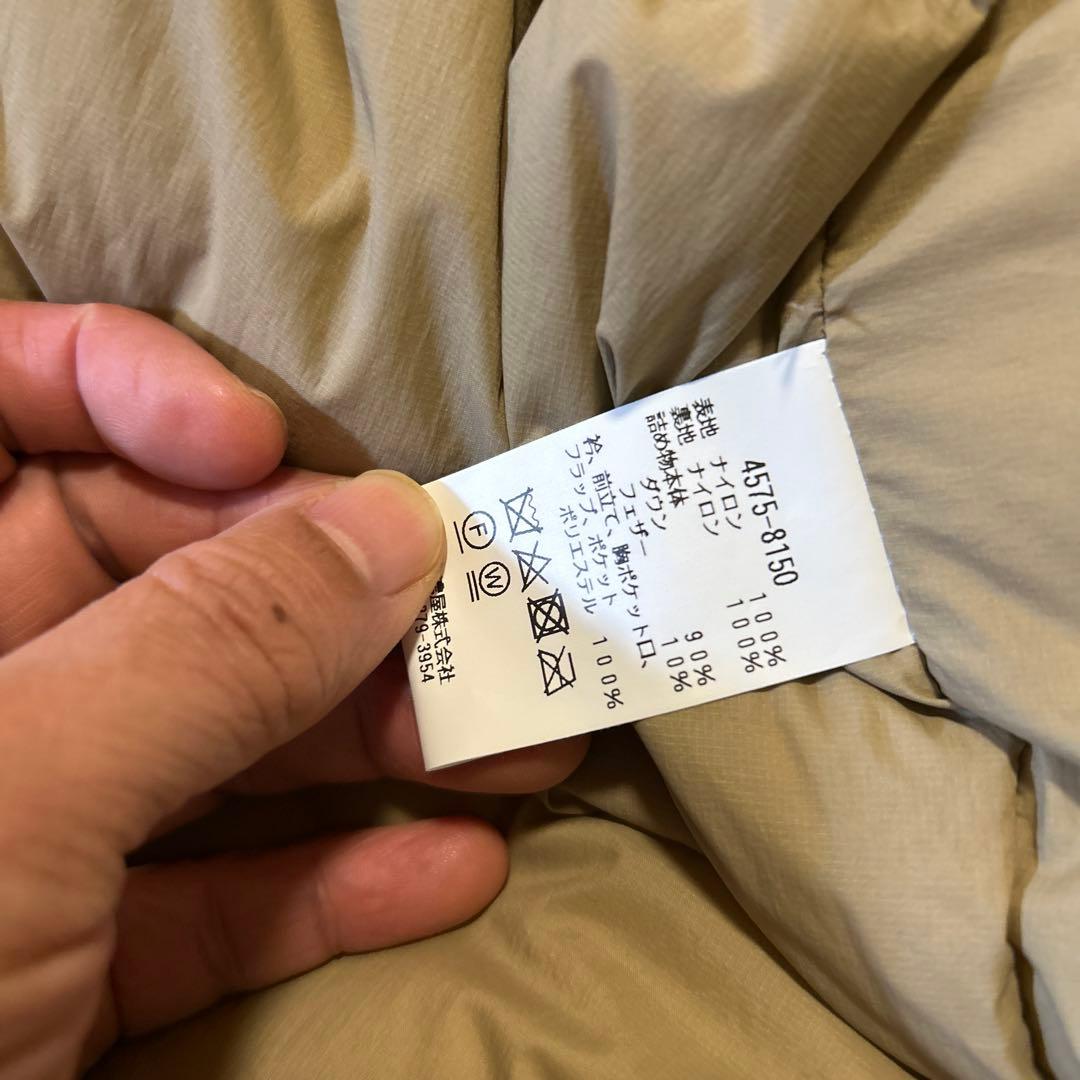 4575-8150
表地 ナイロン 100%
裏地 ナイロン 100%
詰め物本体
ダウン 90%
フェザー 10%
衿、前立て、胸ポケット口、
フラップ、ポケット
ポリエステル 100%
F
W
屋株式会社
379-3954